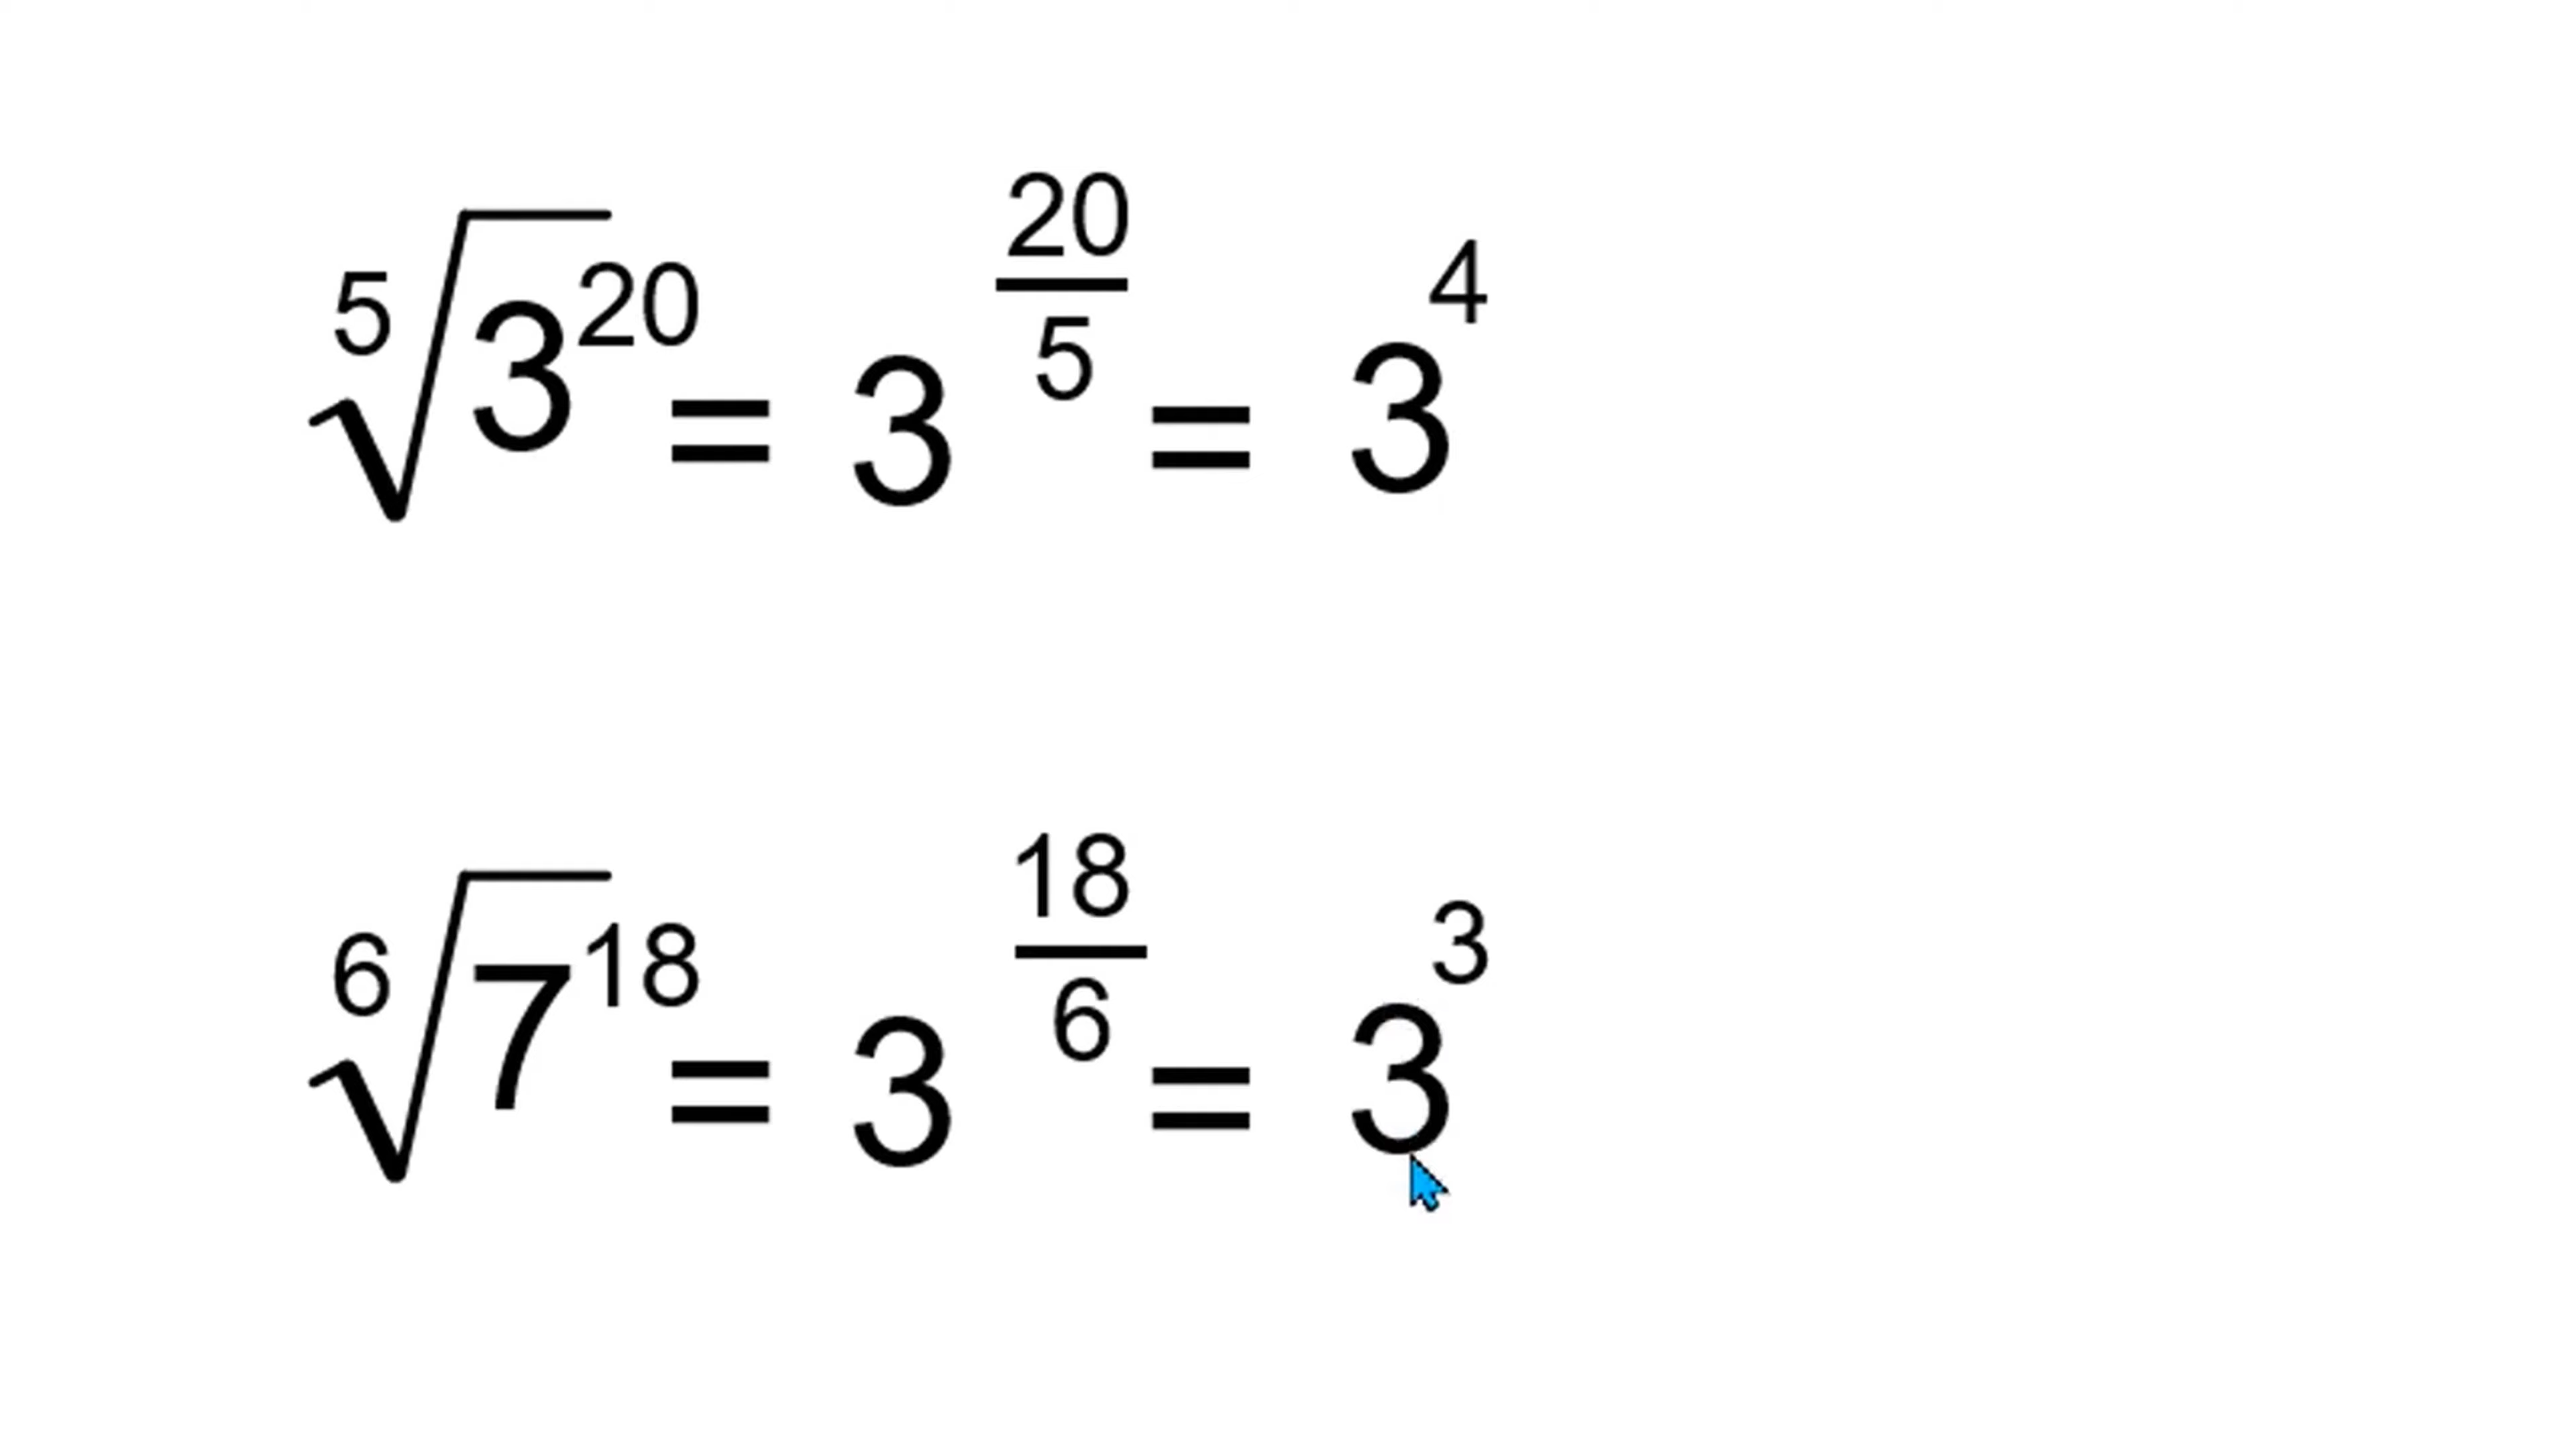 ⁵√3²⁰ = 3^(20/5) = 3⁴
⁶√7¹⁸ = 3^(18/6) = 3³